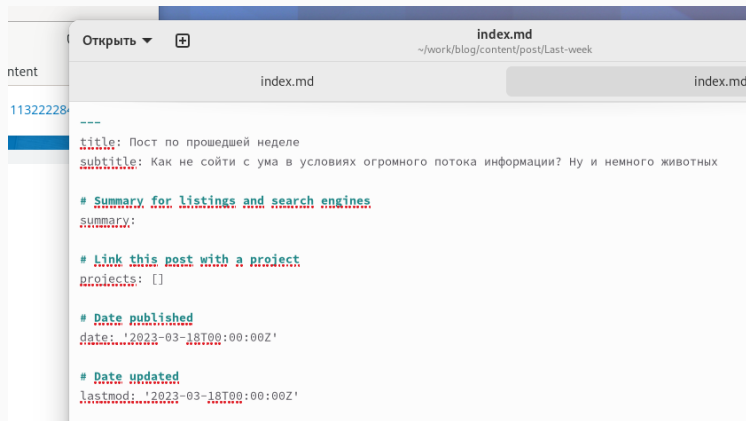 Открыть
index.md
~/work/blog/content/post/Last-week
ntent
index.md
index.md
11322228
---
title: Пост по прошедшей неделе
subtitle: Как не сойти с ума в условиях огромного потока информации? Ну и немного животных
# Summary for listings and search engines
summary:
# Link this post with a project
projects: []
# Date published
date: '2023-03-18T00:00:00Z'
# Date updated
lastmod: '2023-03-18T00:00:00Z'